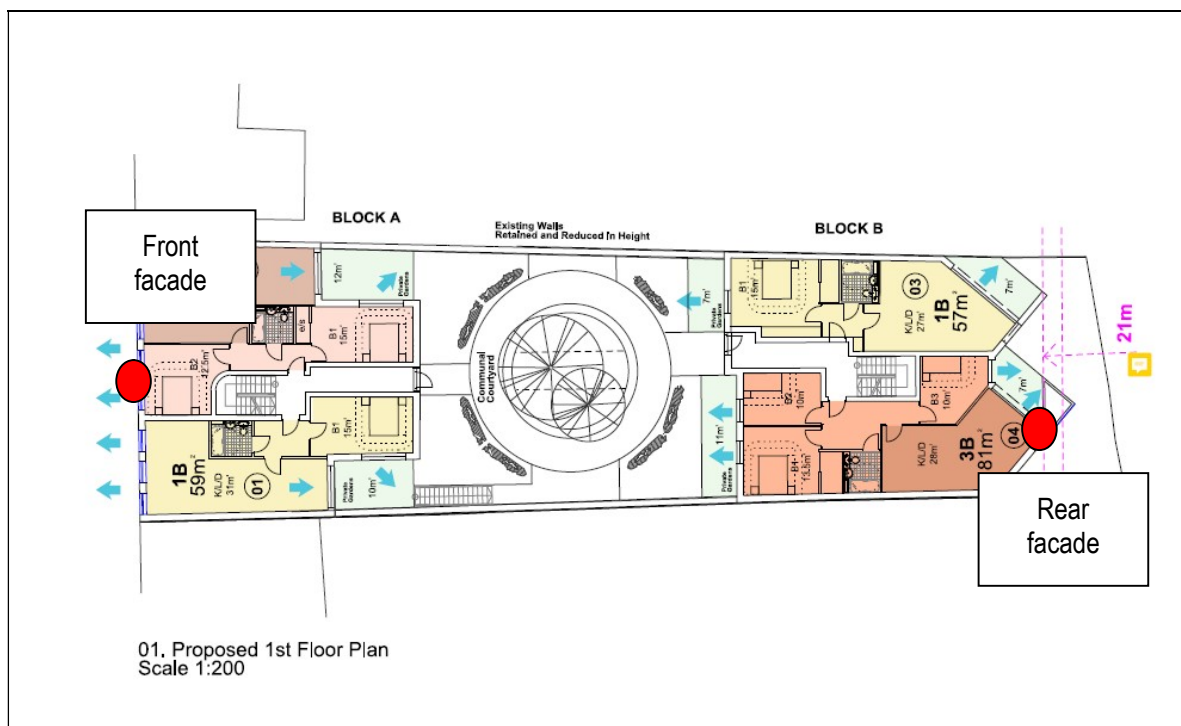 BLOCK A
Existing Walls
Retained and Reduced in Height
BLOCK B
Front
facade
12m²
Private
Gardens
e/s
B1
15m²
B2
12.5m²
B1
15m²
1B
59m²
K/L/D
31m²
01
10m²
Private
Gardens
Communal
Courtyard
7m²
Private
Gardens
11m²
Private
Gardens
B1
15m²
03
1B
57m²
K/L/D
27m²
7m²
21m
7m²
B2
10m²
B3
10m²
B1
13.5m²
K/L/D
28m²
3B
81m²
04
Rear
facade
01. Proposed 1st Floor Plan
Scale 1:200